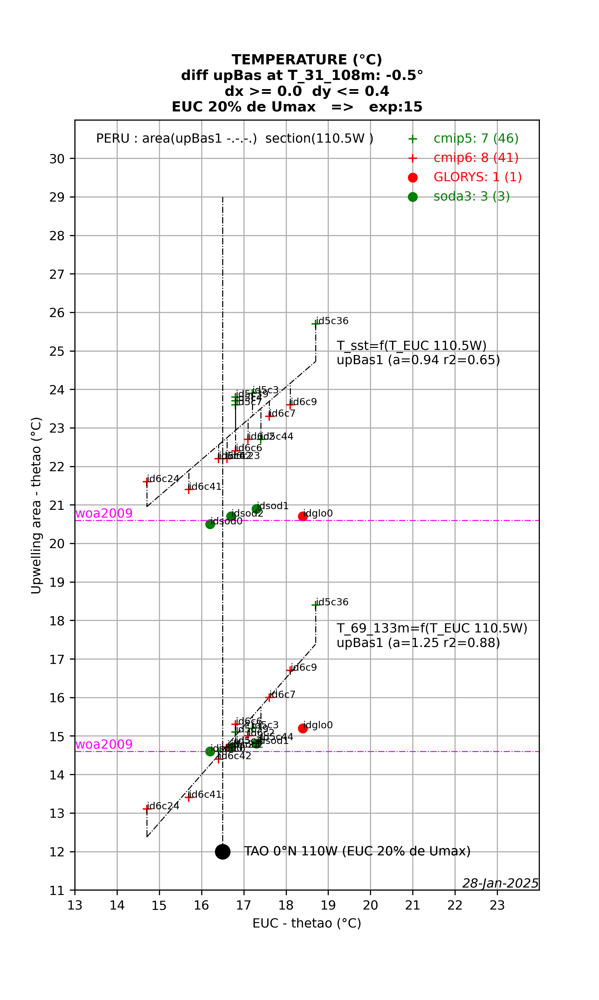 TEMPERATURE (°C)
diff upBas at T_31_108m: -0.5°
dx >= 0.0  dy <= 0.4
EUC 20% de Umax   =>   exp:15
PERU : area(upBas1 -.-.-.)  section(110.5W )
cmip5: 7 (46)
cmip6: 8 (41)
GLORYS: 1 (1)
soda3: 3 (3)
30
29
28
27
26
25
24
23
22
21
20
19
18
17
16
15
14
13
12
11
Upwelling area - thetao (°C)
id5c36
T_sst=f(T_EUC 110.5W)
upBas1 (a=0.94 r2=0.65)
id5c3
id5c7
id6c9
id6c7
id5c44
id6c6
id6c24
id6c41
idsod1
idsod2
idglo0
idsod0
woa2009
id5c36
T_69_133m=f(T_EUC 110.5W)
upBas1 (a=1.25 r2=0.88)
id6c9
id6c7
id6c6
id5c3
idglo0
id6c2
id5c44
idsod1
woa2009
id6c42
id6c41
id6c24
TAO 0°N 110W (EUC 20% de Umax)
28-Jan-2025
13 14 15 16 17 18 19 20 21 22 23
EUC - thetao (°C)